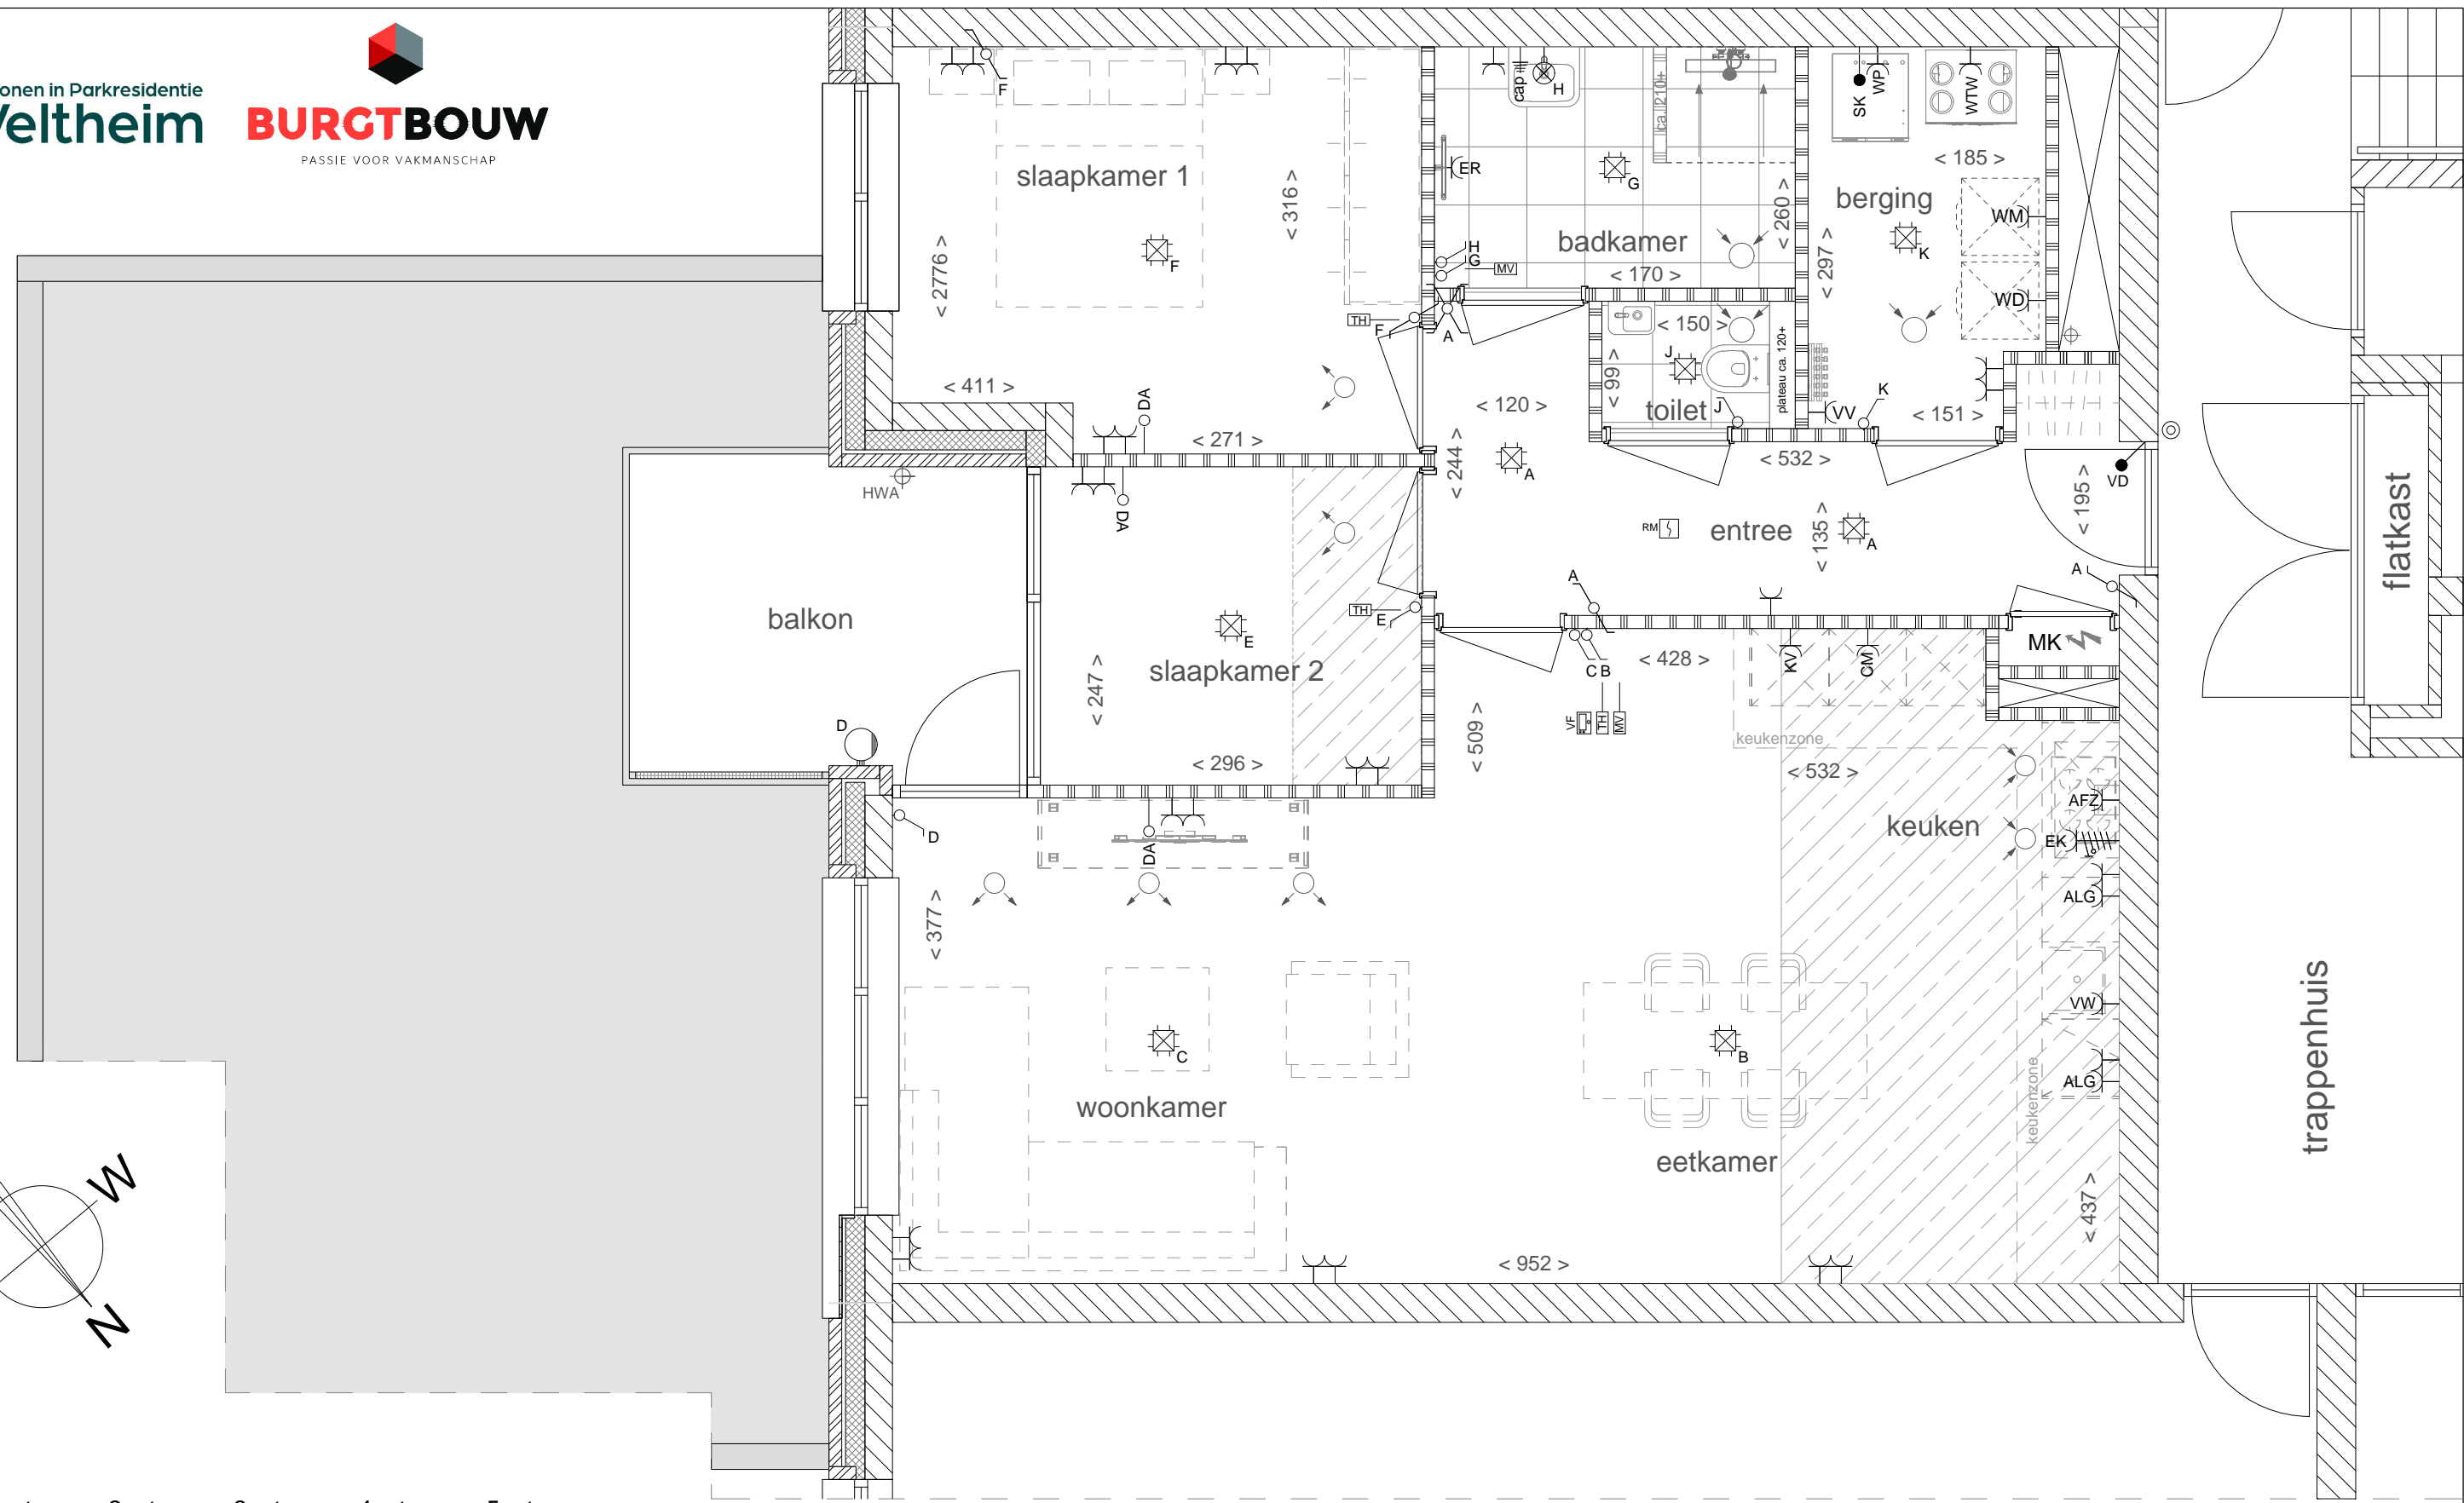 onen in Parkresidentie
Veltheim
BURGTBOUW
PASSIE VOOR VAKMANSCHAP
F
F
slaapkamer 1
< 316 >
< 2776 >
F
< 411 >
DA
< 271 >
TH
F
A
cap
H
ca. 210+
ER
G
badkamer
< 260 >
H
G
MV
< 170 >
SK
WP
WTW
< 185 >
berging
WM
K
< 297 >
WD
< 150 >
J
< 99 >
toilet
J
plateau ca. 120+
VV
K
< 151 >
< 120 >
< 244 >
A
< 532 >
RM
entree
< 135 >
A
< 195 >
VD
A
A
flatkast
HWA
balkon
D
DA
E
slaapkamer 2
< 247 >
< 296 >
TH
E
C B
< 428 >
KV
CM
MK
VF
TH
MV
< 509 >
keukenzone
< 532 >
keuken
AFZ
EK
ALG
VW
ALG
keukenzone
< 437 >
D
DA
< 377 >
C
woonkamer
B
eetkamer
< 952 >
trappenhuis
W
N